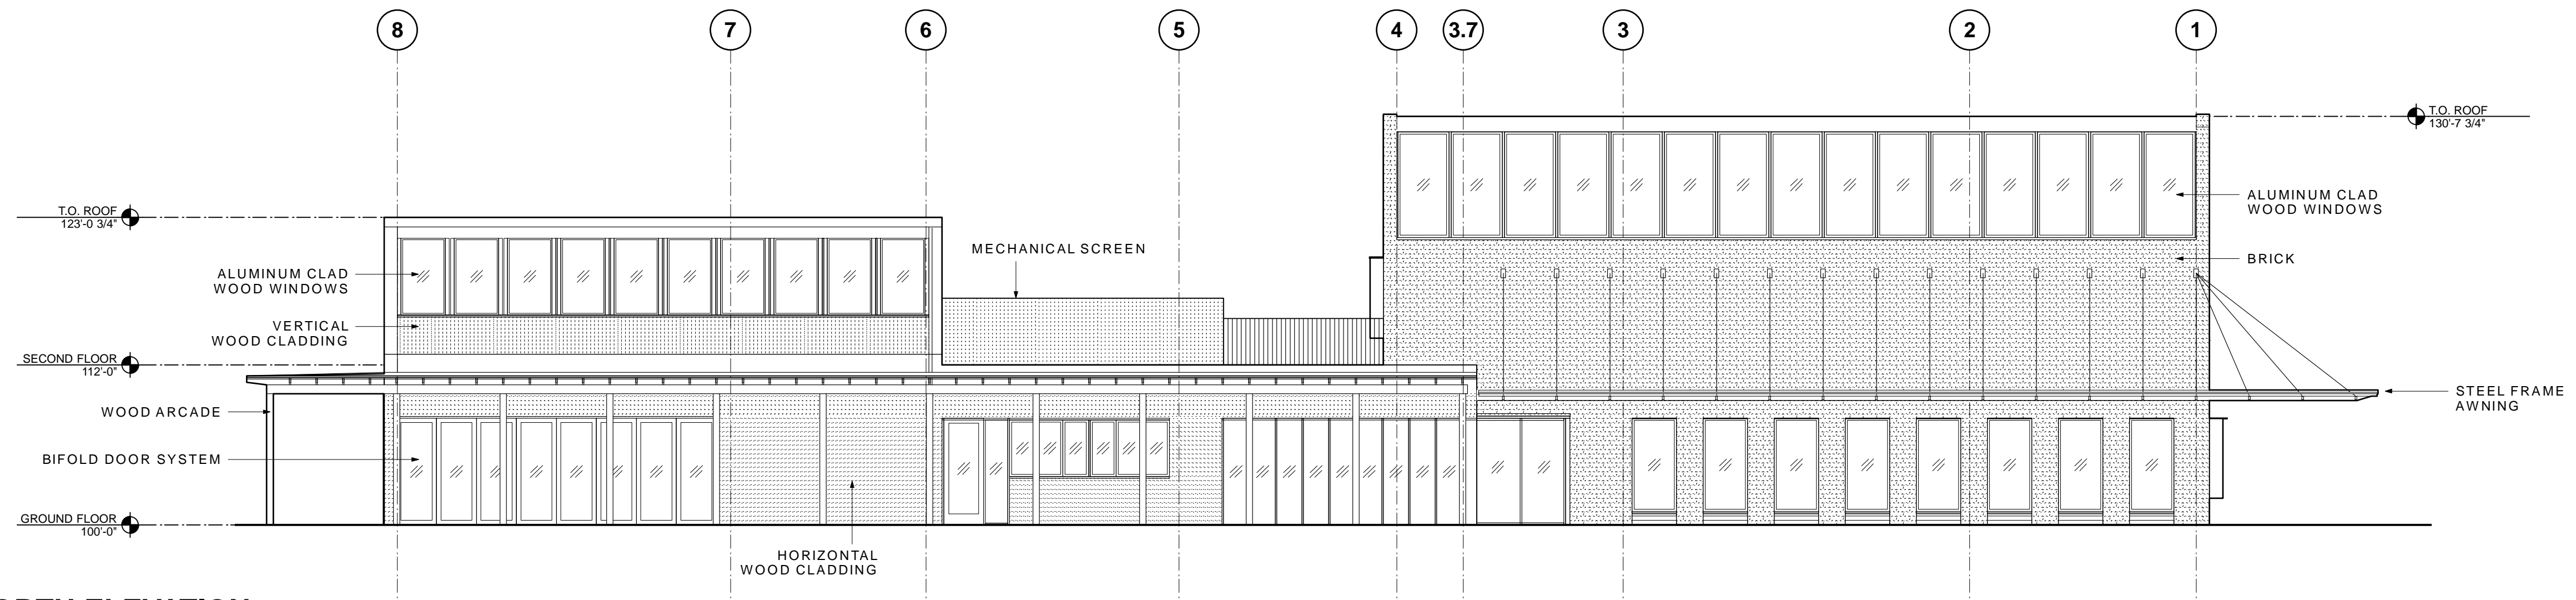 8 7 6 5 4 3.7 3 2 1
T.O. ROOF
130'-7 3/4"
ALUMINUM CLAD
WOOD WINDOWS
T.O. ROOF
123'-0 3/4"
MECHANICAL SCREEN
BRICK
ALUMINUM CLAD
WOOD WINDOWS
VERTICAL
WOOD CLADDING
SECOND FLOOR
112'-0"
STEEL FRAME
AWNING
WOOD ARCADE
BIFOLD DOOR SYSTEM
GROUND FLOOR
100'-0"
HORIZONTAL
WOOD CLADDING